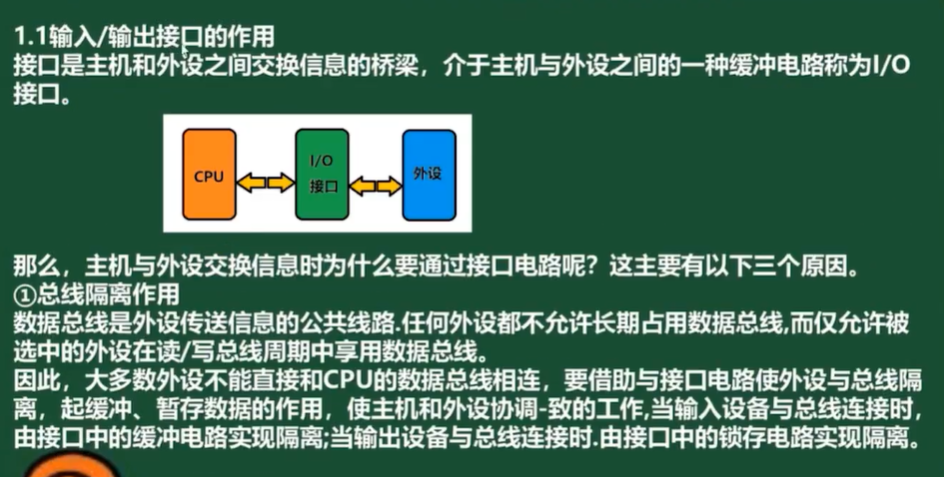 1.1输入/输出接口的作用
接口是主机和外设之间交换信息的桥梁，介于主机与外设之间的一种缓冲电路称为I/O
接口。
CPU
I/O
接口
外设
那么，主机与外设交换信息时为什么要通过接口电路呢？这主要有以下三个原因。
①总线隔离作用
数据总线是外设传送信息的公共线路.任何外设都不允许长期占用数据总线,而仅允许被
选中的外设在读/写总线周期中享用数据总线。
因此，大多数外设不能直接和CPU的数据总线相连，要借助与接口电路使外设与总线隔
离，起缓冲、暂存数据的作用，使主机和外设协调-致的工作,当输入设备与总线连接时，
由接口中的缓冲电路实现隔离;当输出设备与总线连接时.由接口中的锁存电路实现隔离。